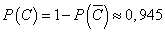 P(C) = 1 − P(C̅) ≈ 0,945